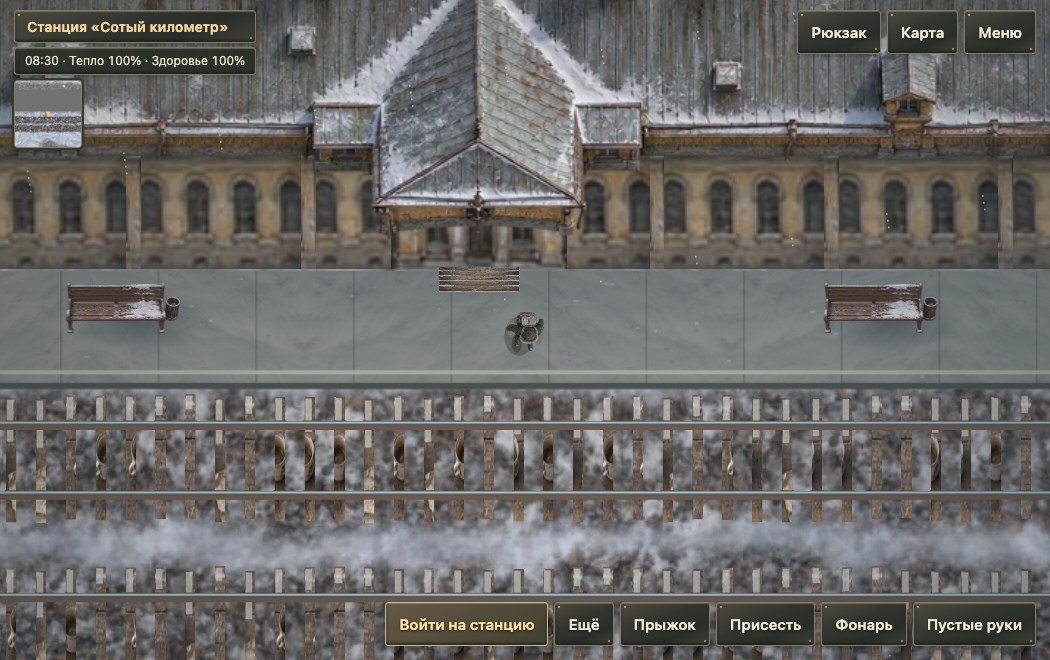 Станция «Сотый километр»
08:30 · Тепло 100% · Здоровье 100%
Рюкзак
Карта
Меню
Войти на станцию
Ещё
Прыжок
Присесть
Фонарь
Пустые руки